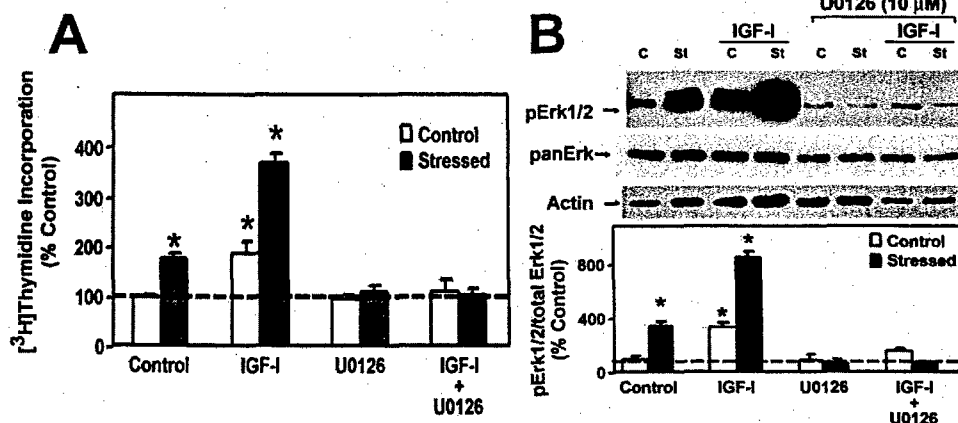 A
[³H]Thymidine Incorporation
(% Control)
400
300
200
100
0
* * *
Control
Stressed
Control
IGF-I
U0126
IGF-I
+
U0126
B
U0126 (10 µM)
IGF-I IGF-I
C St C St C St C St
pErk1/2→
panErk→
Actin→
pErk1/2/total Erk1/2
(% Control)
800
400
0
* * *
Control
Stressed
Control
IGF-I
U0126
IGF-I
+
U0126